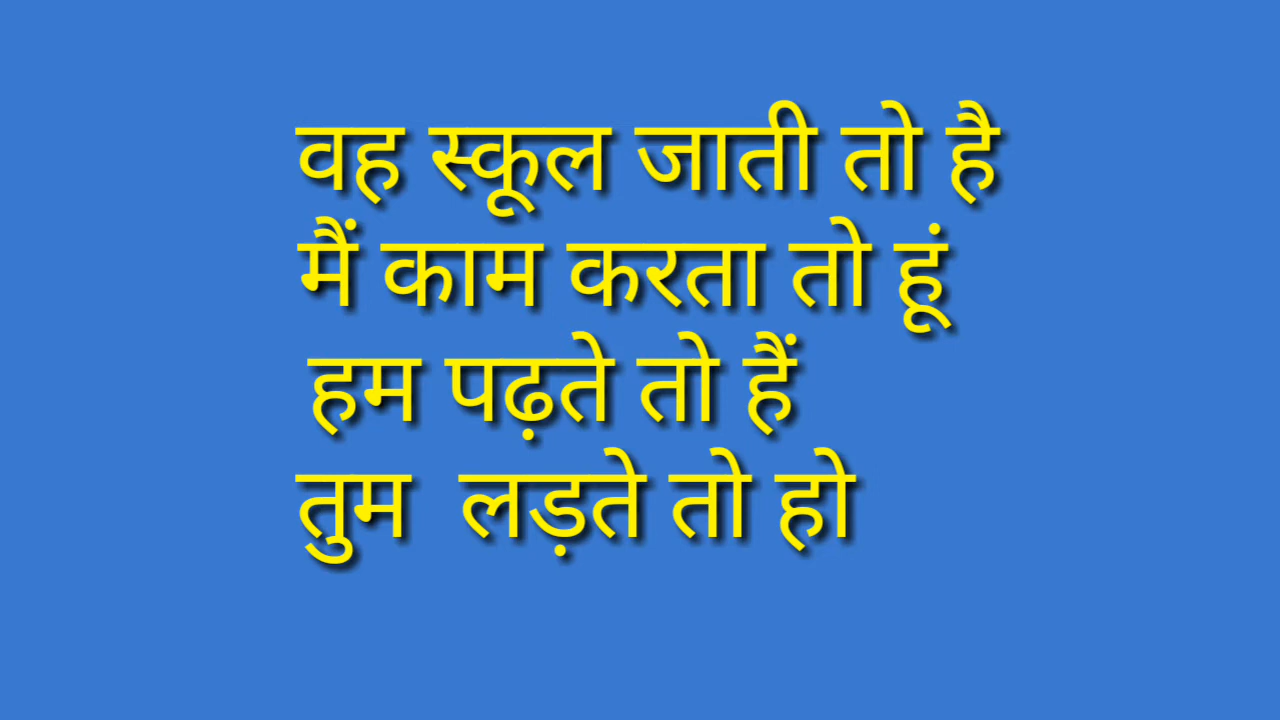 वह स्कूल जाती तो है
मैं काम करता तो हूं
हम पढ़ते तो हैं
तुम लड़ते तो हो